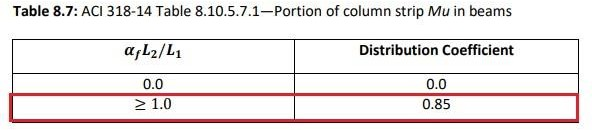 Table 8.7: ACI 318-14 Table 8.10.5.7.1—Portion of column strip Mu in beams
αfL2/L1 Distribution Coefficient
0.0 0.0
≥ 1.0 0.85